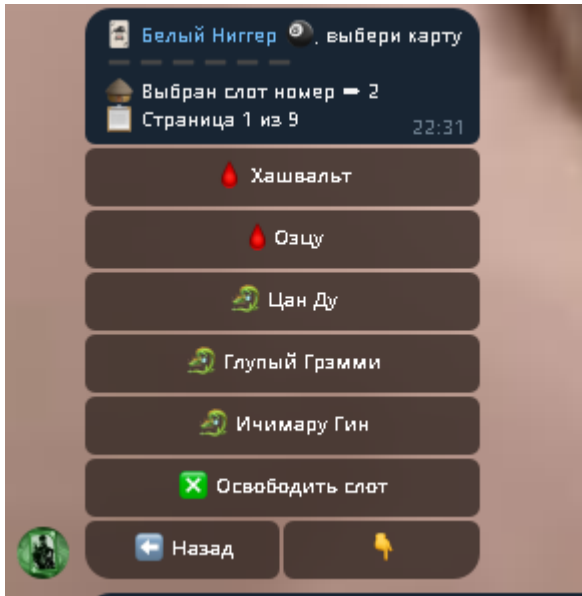 Белый Ниггер 🎱, выбери карту
Выбран слот номер ➖ 2
Страница 1 из 9
22:31
Хашвальт
Озцу
Цан Ду
Глупый Грэмми
Ичимару Гин
Освободить слот
Назад